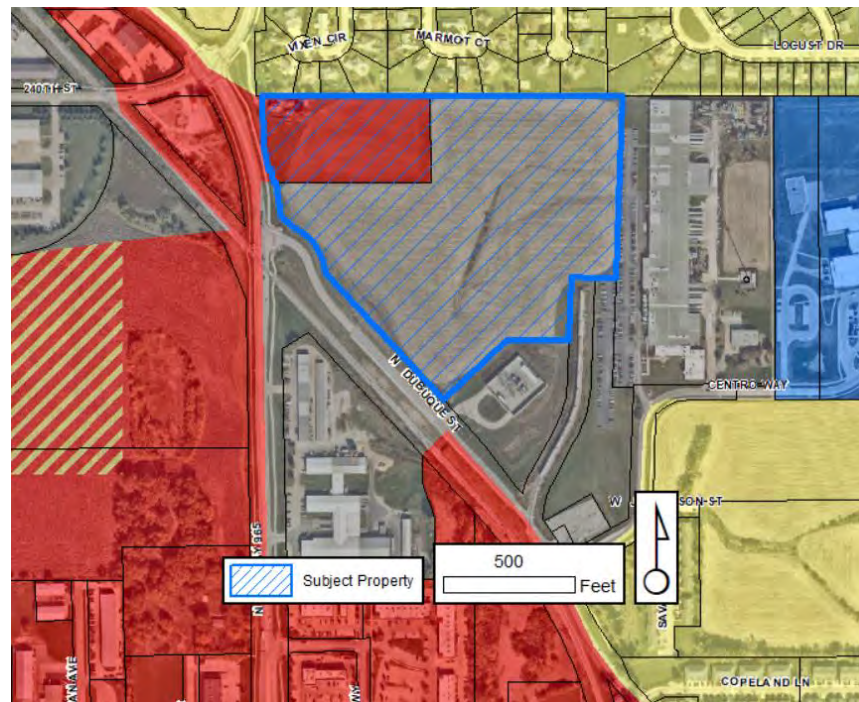 VIXEN CIR
MARMOT CT
LOCUST DR
240TH ST
N DUBUQUE ST
CENTRO WAY
500
Subject Property
Feet
COPELAND LN